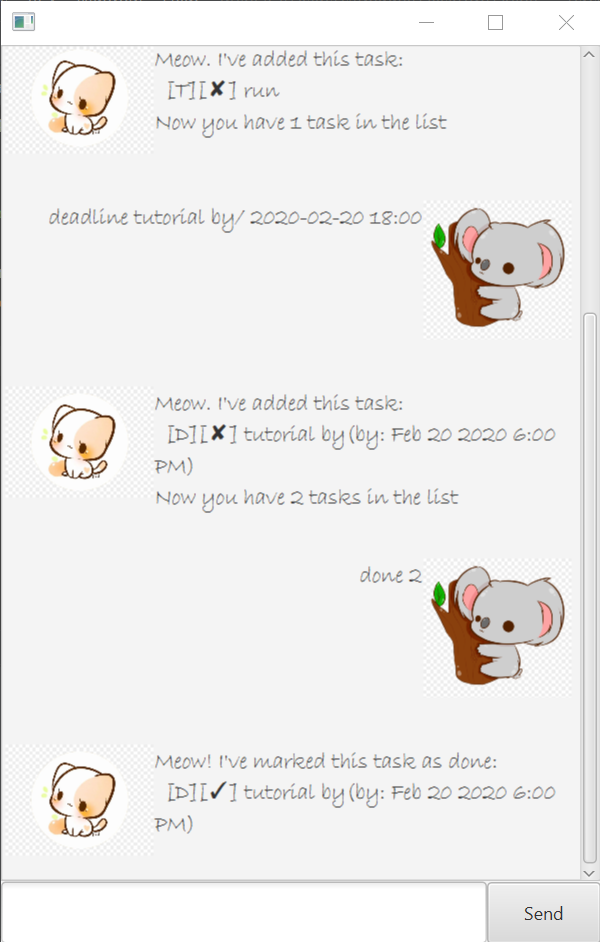 Meow. I've added this task:
[T][✘] run
Now you have 1 task in the list
deadline tutorial by/ 2020-02-20 18:00
Meow. I've added this task:
[D][✘] tutorial by (by: Feb 20 2020 6:00
PM)
Now you have 2 tasks in the list
done 2
Meow! I've marked this task as done:
[D][✓] tutorial by (by: Feb 20 2020 6:00
PM)
Send